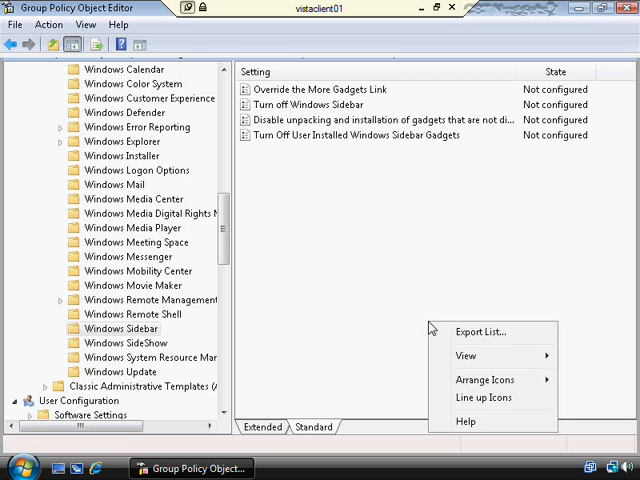 Group Policy Object Editor
vistaclient01
File Action View Help
Setting State
Windows Calendar
Windows Color System
Windows Customer Experience
Windows Defender
Windows Error Reporting
Windows Explorer
Windows Installer
Windows Logon Options
Windows Mail
Windows Media Center
Windows Media Digital Rights M
Windows Media Player
Windows Meeting Space
Windows Messenger
Windows Mobility Center
Windows Movie Maker
Windows Remote Management
Windows Remote Shell
Windows Sidebar
Windows SideShow
Windows System Resource Mar
Windows Update
Classic Administrative Templates (A
User Configuration
Software Settings
Override the More Gadgets Link Not configured
Turn off Windows Sidebar Not configured
Disable unpacking and installation of gadgets that are not di... Not configured
Turn Off User Installed Windows Sidebar Gadgets Not configured
Export List...
View
Arrange Icons
Line up Icons
Help
Extended Standard
Group Policy Object...